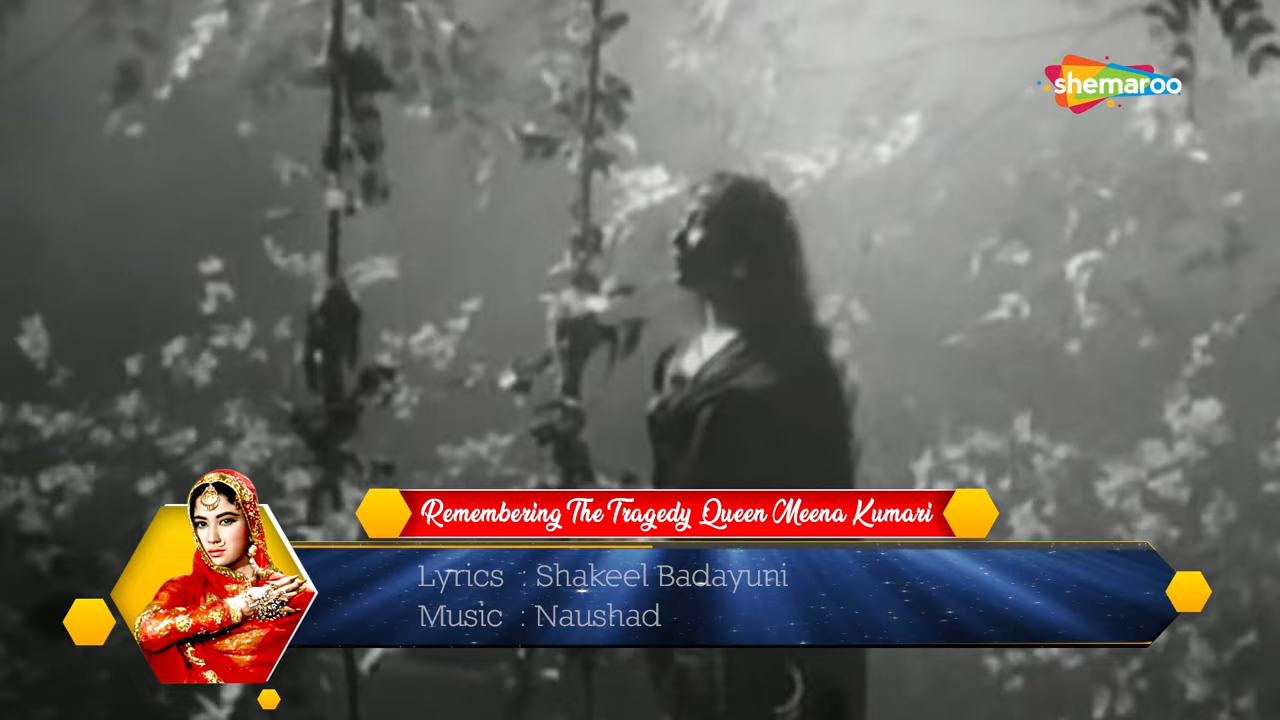 shemaroo
Remembering The Tragedy Queen Meena Kumari
Lyrics : Shakeel Badayuni
Music : Naushad